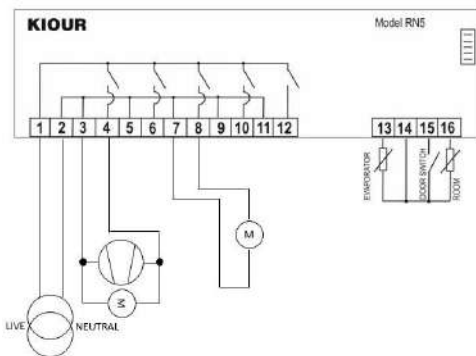 KIOUR
Model RN5
1 2 3 4 5 6 7 8 9 10 11 12
13 14 15 16
EVAPORATOR
DOOR SWITCH
ROOM
M
M
LIVE
NEUTRAL